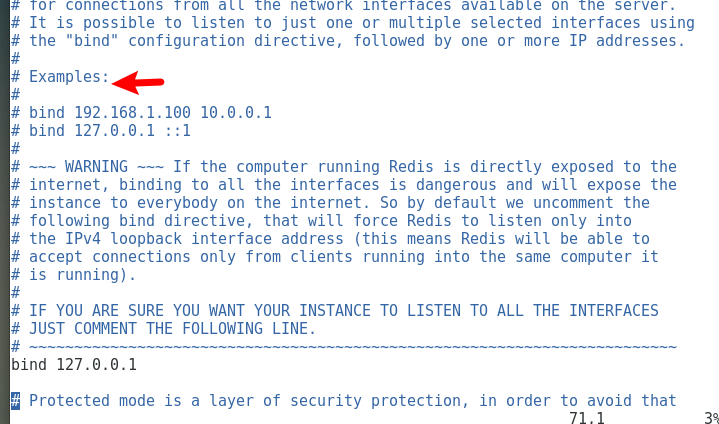 # for connections from all the network interfaces available on the server.
# It is possible to listen to just one or multiple selected interfaces using
# the "bind" configuration directive, followed by one or more IP addresses.
#
# Examples:
#
# bind 192.168.1.100 10.0.0.1
# bind 127.0.0.1 ::1
#
# ~~~ WARNING ~~~ If the computer running Redis is directly exposed to the
# internet, binding to all the interfaces is dangerous and will expose the
# instance to everybody on the internet. So by default we uncomment the
# following bind directive, that will force Redis to listen only into
# the IPv4 loopback interface address (this means Redis will be able to
# accept connections only from clients running into the same computer it
# is running).
#
# IF YOU ARE SURE YOU WANT YOUR INSTANCE TO LISTEN TO ALL THE INTERFACES
# JUST COMMENT THE FOLLOWING LINE.
# ~~~~~~~~~~~~~~~~~~~~~~~~~~~~~~~~~~~~~~~~~~~~~~~~~~~~~~~~~~~~~~~~~~~~~~~~
bind 127.0.0.1
# Protected mode is a layer of security protection, in order to avoid that
71,1 3%